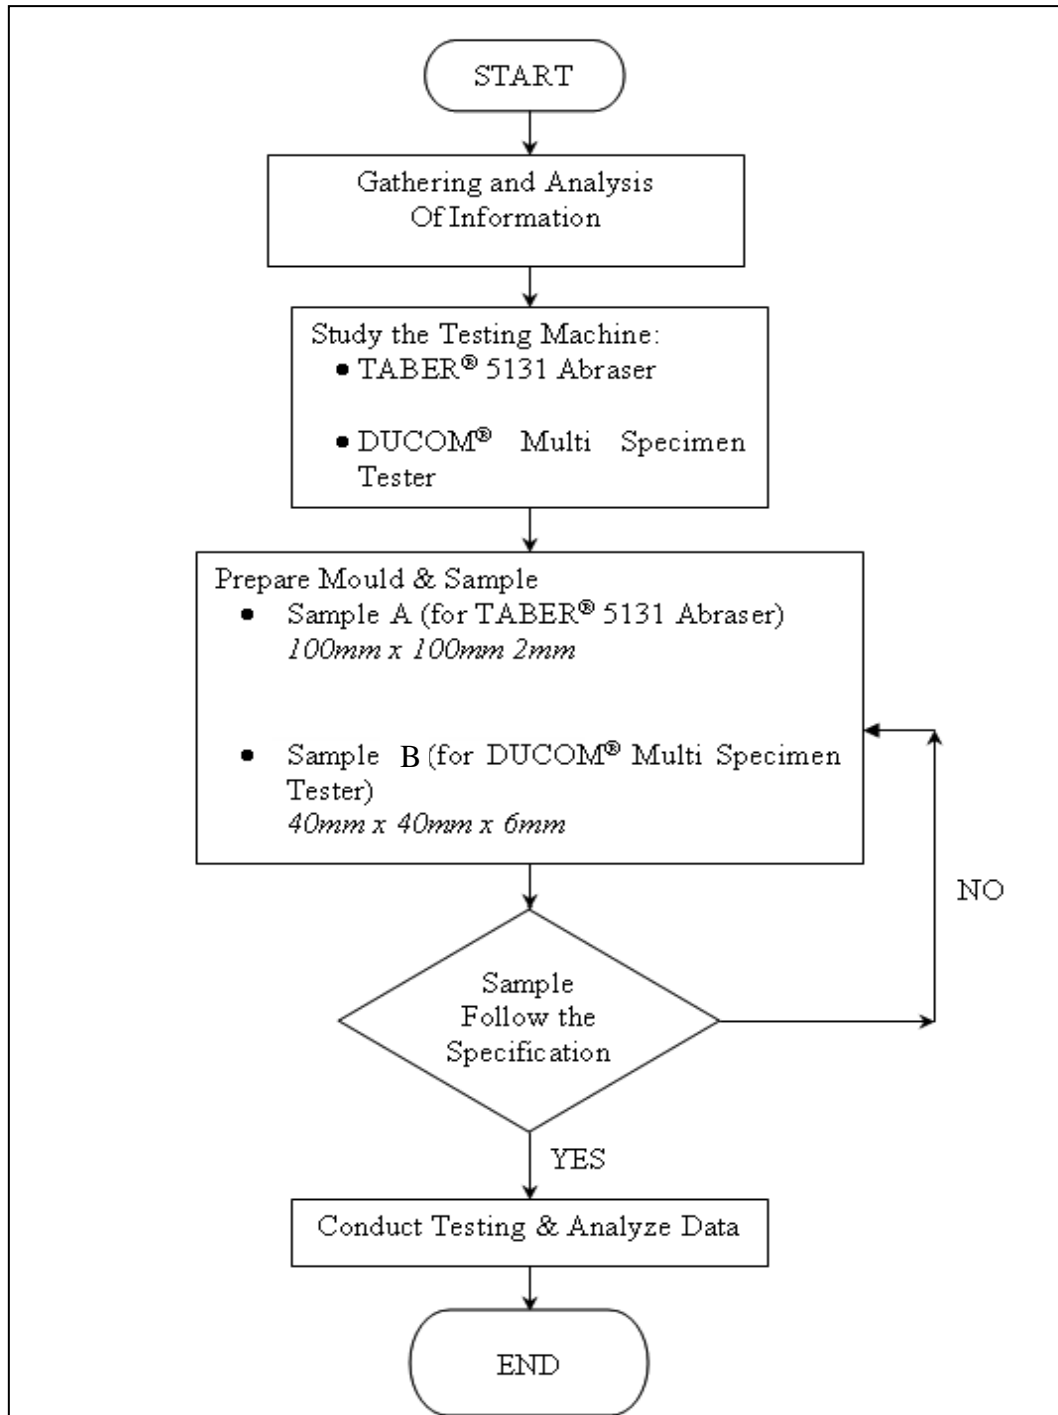 START
Gathering and Analysis
Of Information
Study the Testing Machine:
• TABER® 5131 Abraser
• DUCOM® Multi Specimen
Tester
Prepare Mould & Sample
• Sample A (for TABER® 5131 Abraser)
100mm x 100mm 2mm
• Sample B (for DUCOM® Multi Specimen
Tester)
40mm x 40mm x 6mm
NO
Sample
Follow the
Specification
YES
Conduct Testing & Analyze Data
END